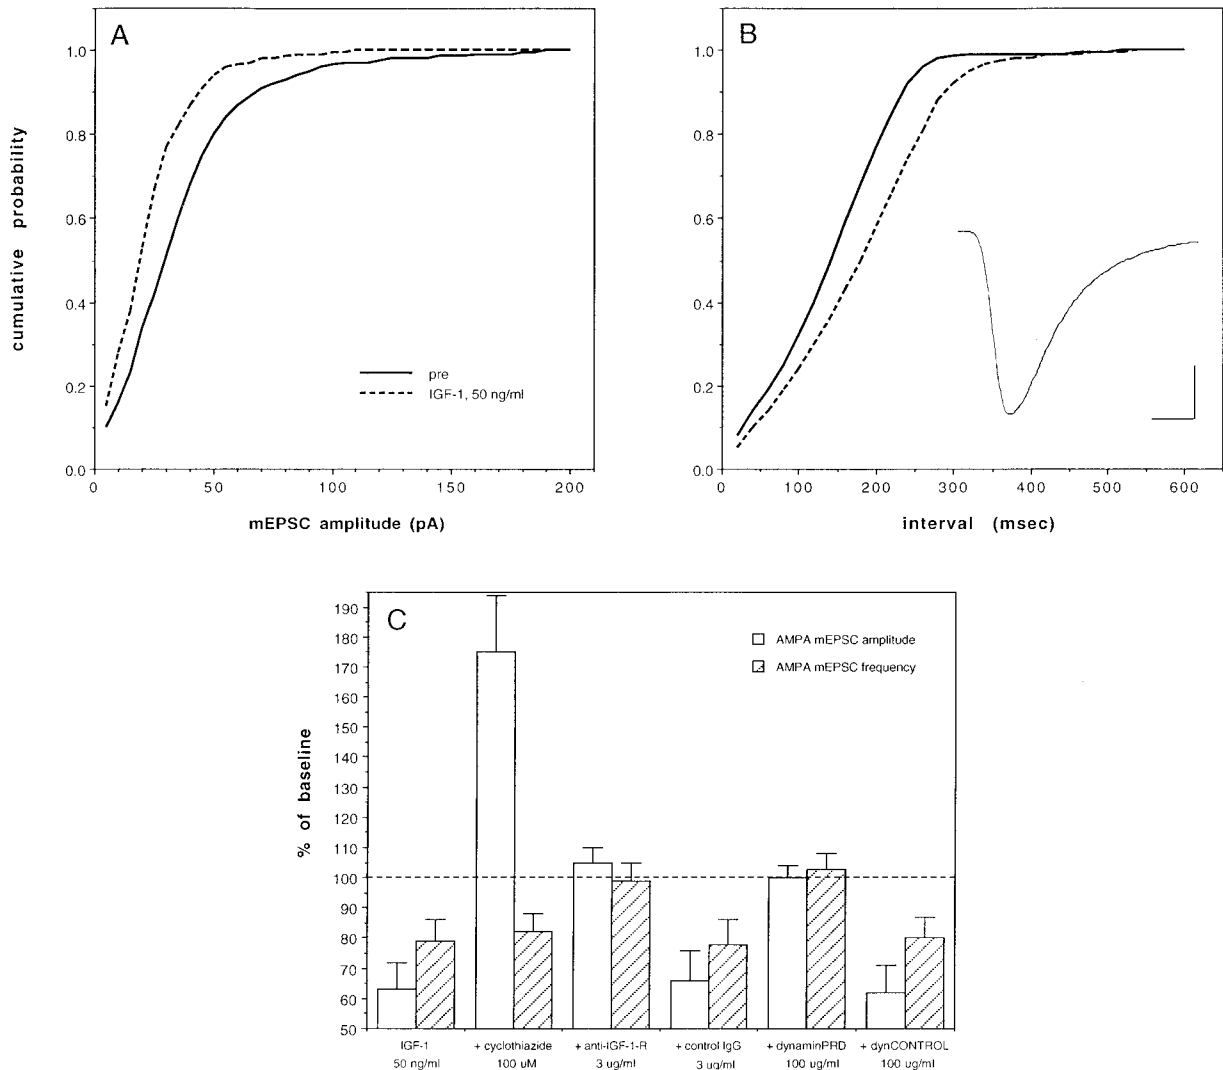 A
1.0
0.8
0.6
0.4
0.2
0.0
cumulative probability
pre
IGF-1, 50 ng/ml
0 50 100 150 200
mEPSC amplitude (pA)
B
1.0
0.8
0.6
0.4
0.2
0.0
0 100 200 300 400 500 600
interval (msec)
C
190
180
170
160
150
140
130
120
110
100
90
80
70
60
50
% of baseline
AMPA mEPSC amplitude
AMPA mEPSC frequency
IGF-1 + cyclothiazide + anti-IGF-1-R + control IgG + dynaminPRD + dynCONTROL
50 ng/ml 100 uM 3 ug/ml 3 ug/ml 100 ug/ml 100 ug/ml